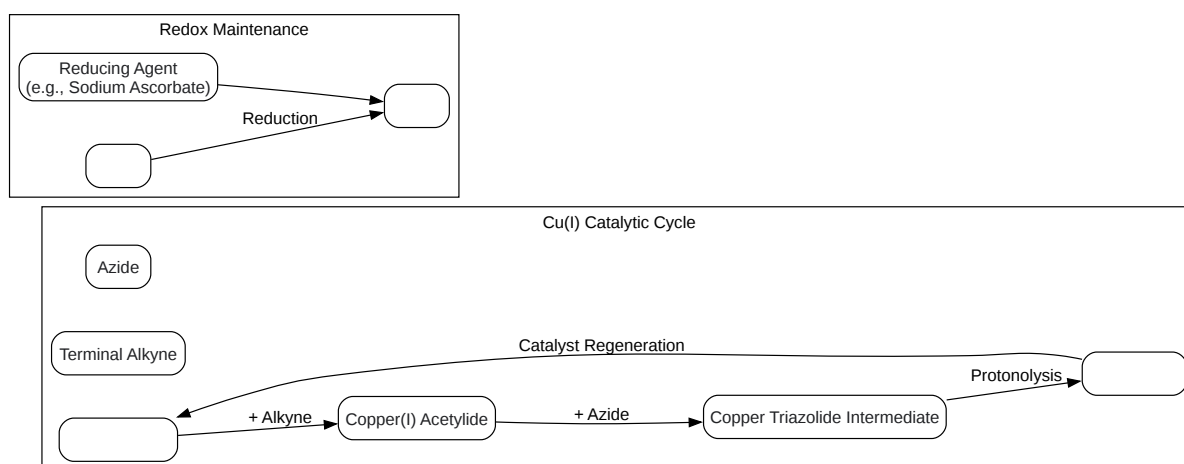 Redox Maintenance
Reducing Agent
(e.g., Sodium Ascorbate)
Reduction
Cu(I) Catalytic Cycle
Azide
Terminal Alkyne
Catalyst Regeneration
Protonolysis
+ Alkyne
Copper(I) Acetylide
+ Azide
Copper Triazolide Intermediate